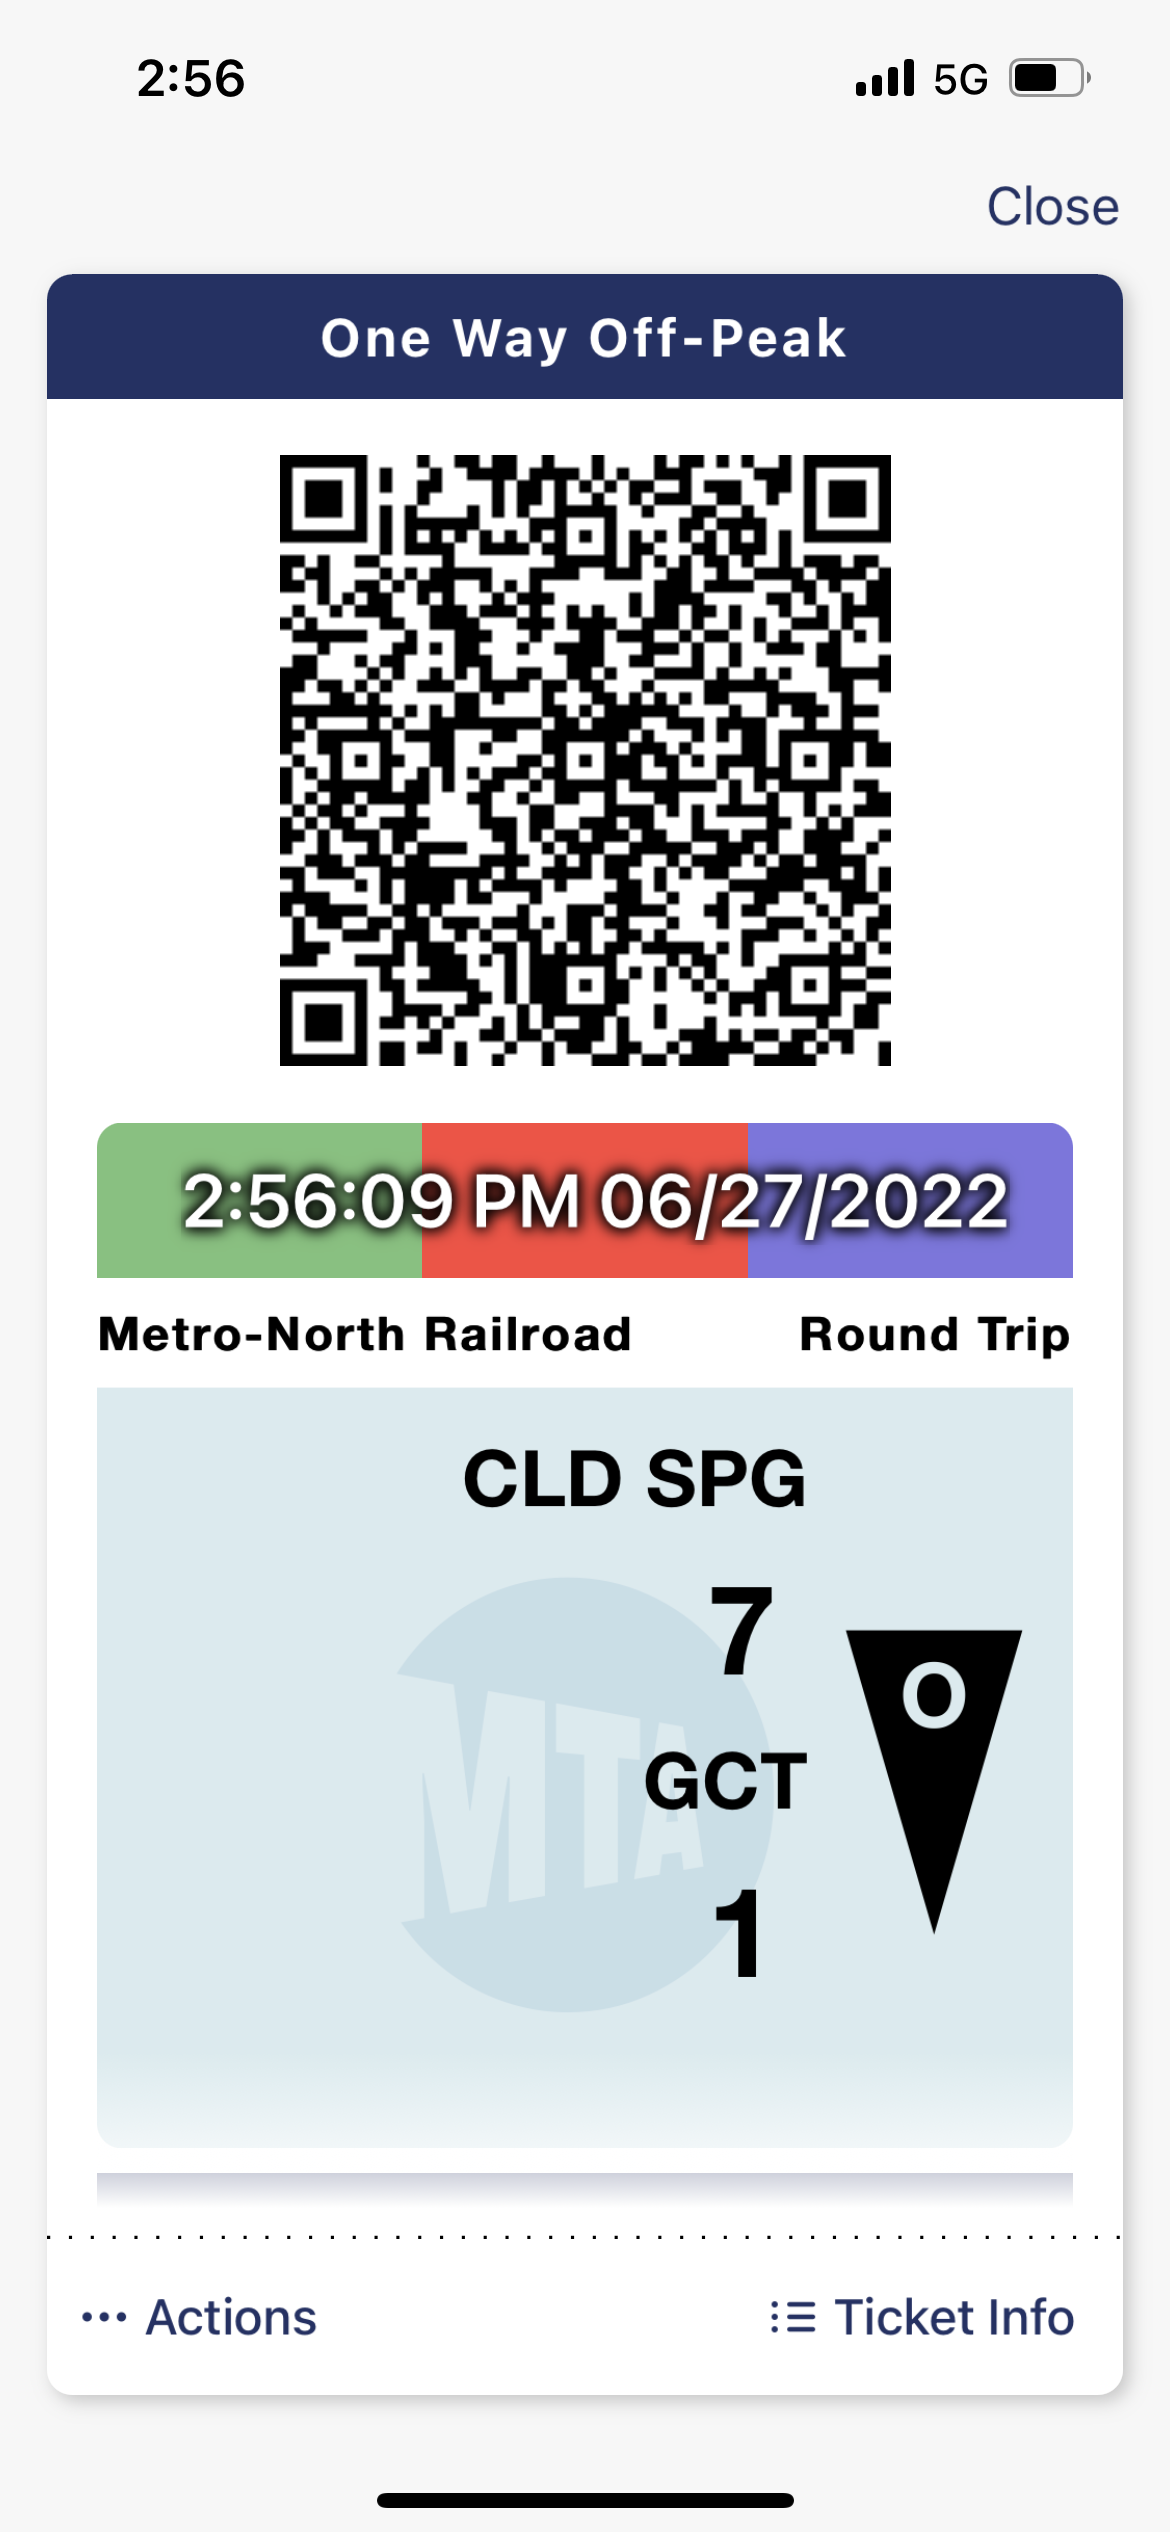 2:56
5G
Close
One Way Off-Peak
2:56:09 PM 06/27/2022
Metro-North Railroad Round Trip
CLD SPG
7
O
MTA
GCT
1
Actions
Ticket Info